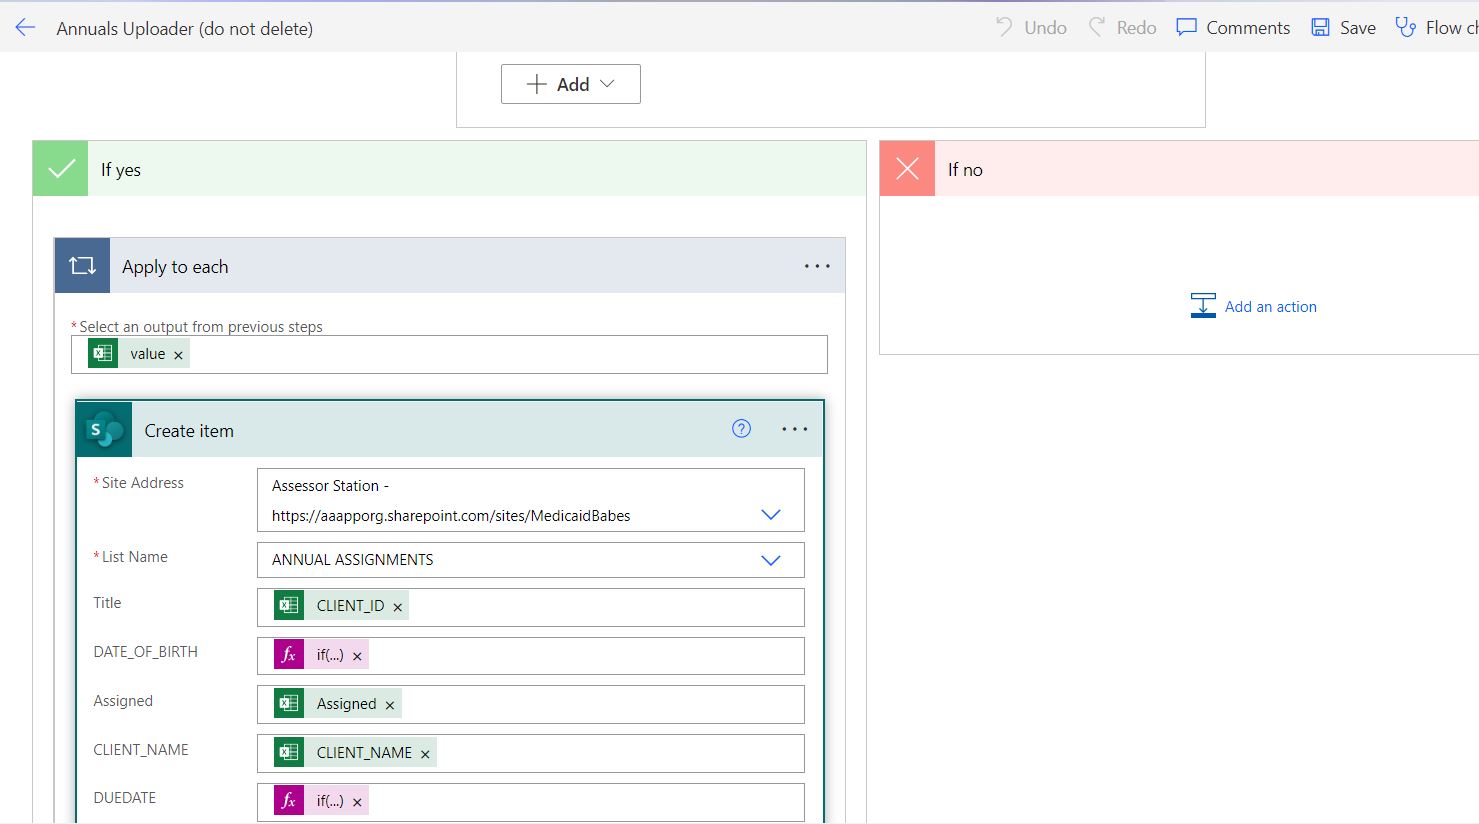 Annuals Uploader (do not delete)
Undo
Redo
Comments
Save
Flow ch
Add
If yes
If no
Apply to each
Add an action
* Select an output from previous steps
value ×
S
Create item
?
* Site Address
Assessor Station -
https://aaapporg.sharepoint.com/sites/MedicaidBabes
* List Name
ANNUAL ASSIGNMENTS
Title
CLIENT_ID ×
DATE_OF_BIRTH
fx if(...) ×
Assigned
Assigned ×
CLIENT_NAME
CLIENT_NAME ×
DUEDATE
fx if(...) ×